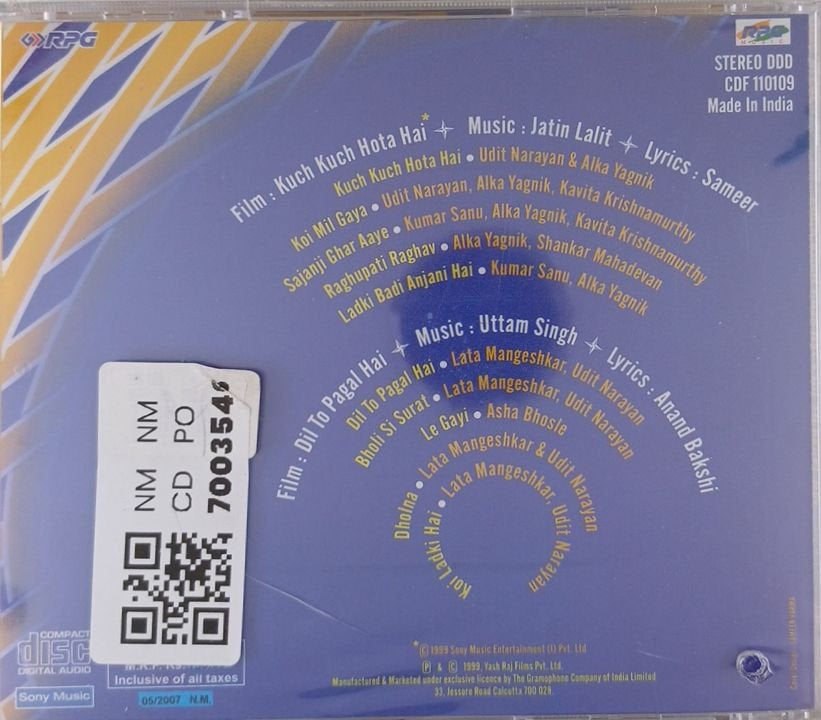 RPG
RPG
MUSIC
STEREO DDD
CDF 110109
Made In India
Film : Kuch Kuch Hota Hai* Music : Jatin Lalit Lyrics : Sameer
Kuch Kuch Hota Hai • Udit Narayan & Alka Yagnik
Koi Mil Gaya • Udit Narayan, Alka Yagnik, Kavita Krishnamurthy
Sajanji Ghar Aaye • Kumar Sanu, Alka Yagnik, Kavita Krishnamurthy
Raghupati Raghav • Alka Yagnik, Shankar Mahadevan
Ladki Badi Anjani Hai • Kumar Sanu, Alka Yagnik
Film : Dil To Pagal Hai Music : Uttam Singh Lyrics : Anand Bakshi
Dil To Pagal Hai • Lata Mangeshkar, Udit Narayan
Bholi Si Surat • Lata Mangeshkar, Udit Narayan
Le Gayi • Asha Bhosle
Dholna • Lata Mangeshkar & Udit Narayan
Koi Ladki Hai • Lata Mangeshkar, Udit Narayan
NM NM
CD PO
700354
COMPACT
disc
DIGITAL AUDIO
Sony Music
M.R.P. Rs.
Inclusive of all taxes
05/2007 N.M.
*© 1999 Sony Music Entertainment (I) Pvt. Ltd
℗ & © 1999, Yash Raj Films Pvt. Ltd.
Manufactured & Marketed under exclusive licence by The Gramophone Company of India Limited
33, Jessore Road Calcutta 700 028.